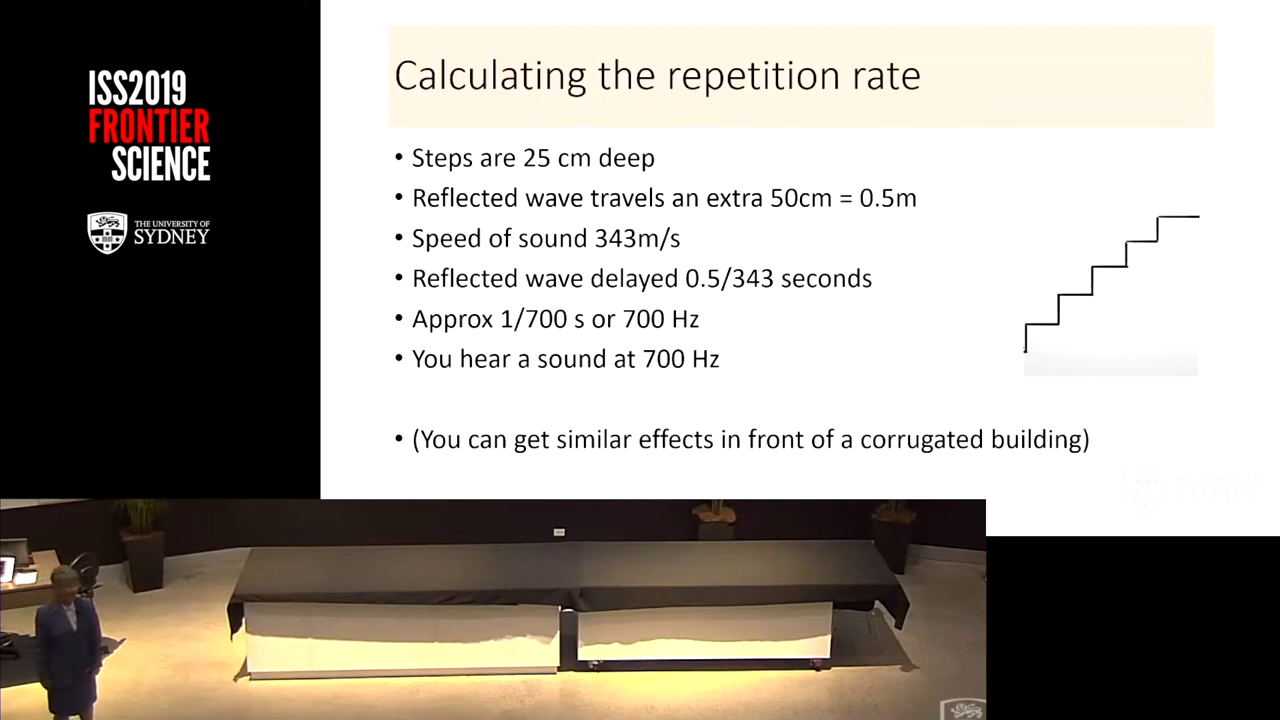 ISS2019
FRONTIER
SCIENCE
THE UNIVERSITY OF
SYDNEY
Calculating the repetition rate
• Steps are 25 cm deep
• Reflected wave travels an extra 50cm = 0.5m
• Speed of sound 343m/s
• Reflected wave delayed 0.5/343 seconds
• Approx 1/700 s or 700 Hz
• You hear a sound at 700 Hz
• (You can get similar effects in front of a corrugated building)